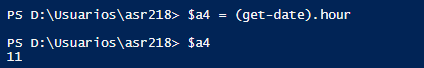 PS D:\Usuarios\asr218> $a4 = (get-date).hour
PS D:\Usuarios\asr218> $a4
11